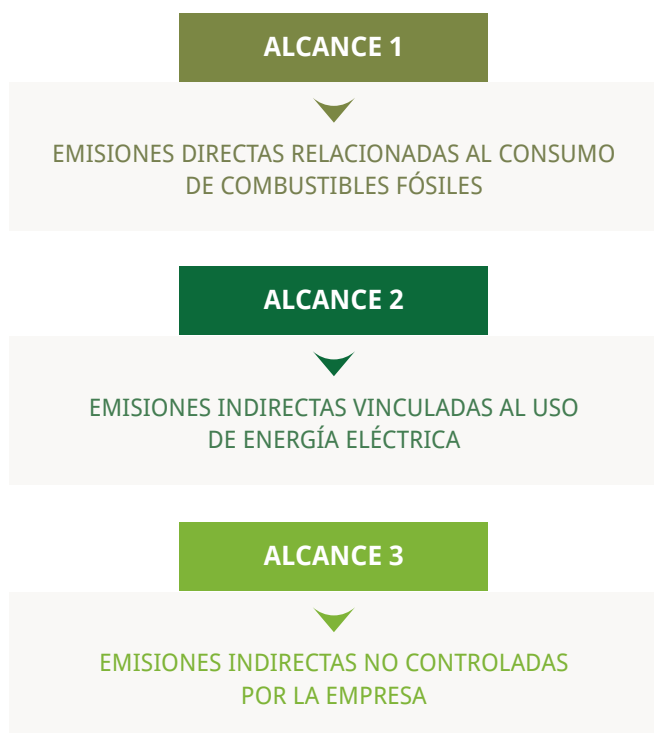 ALCANCE 1
EMISIONES DIRECTAS RELACIONADAS AL CONSUMO
DE COMBUSTIBLES FÓSILES
ALCANCE 2
EMISIONES INDIRECTAS VINCULADAS AL USO
DE ENERGÍA ELÉCTRICA
ALCANCE 3
EMISIONES INDIRECTAS NO CONTROLADAS
POR LA EMPRESA